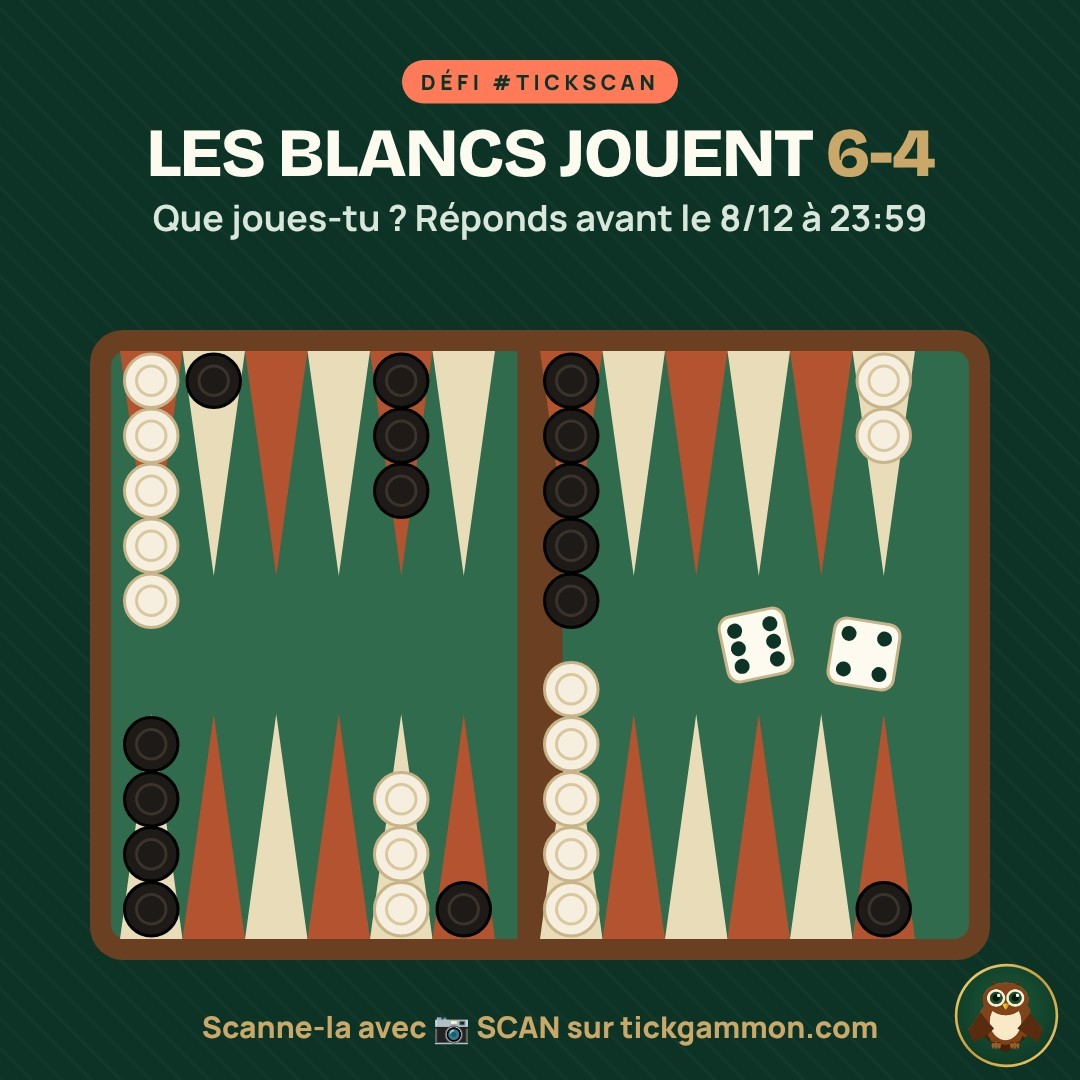 DÉFI #TICKSCAN
LES BLANCS JOUENT 6-4
Que joues-tu ? Réponds avant le 8/12 à 23:59
Scanne-la avec 📷 SCAN sur tickgammon.com